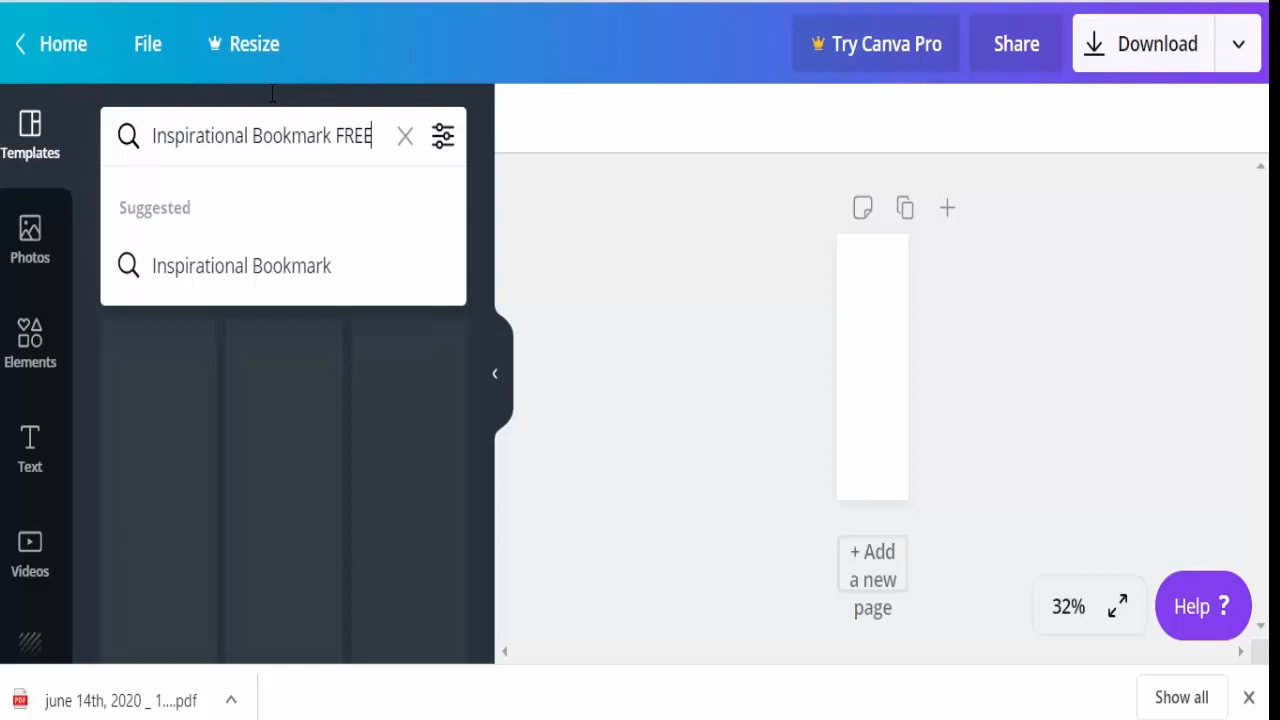 Home
File
Resize
Try Canva Pro
Share
Download
Templates
Inspirational Bookmark FREE
Suggested
Inspirational Bookmark
Photos
Elements
Text
Videos
+ Add
a new
page
32%
Help ?
june 14th, 2020 _ 1....pdf
Show all